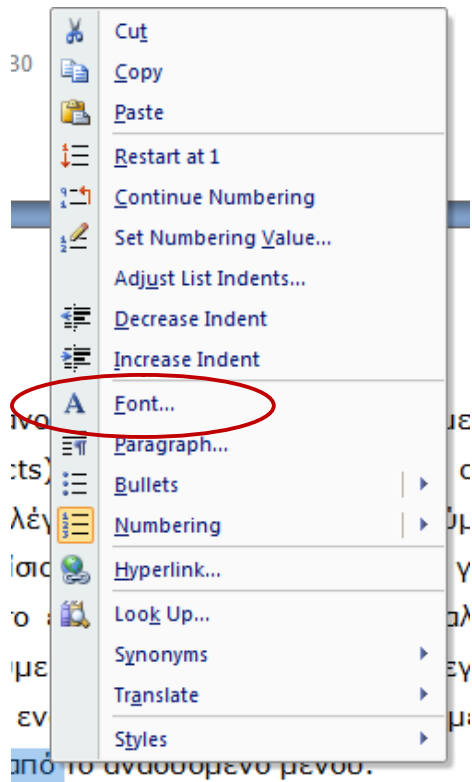 30
Cut
Copy
Paste
Restart at 1
Continue Numbering
Set Numbering Value...
Adjust List Indents...
Decrease Indent
Increase Indent
Font...
Paragraph...
Bullets
Numbering
Hyperlink...
Look Up...
Synonyms
Translate
Styles
από το αναδυόμενο μενού.